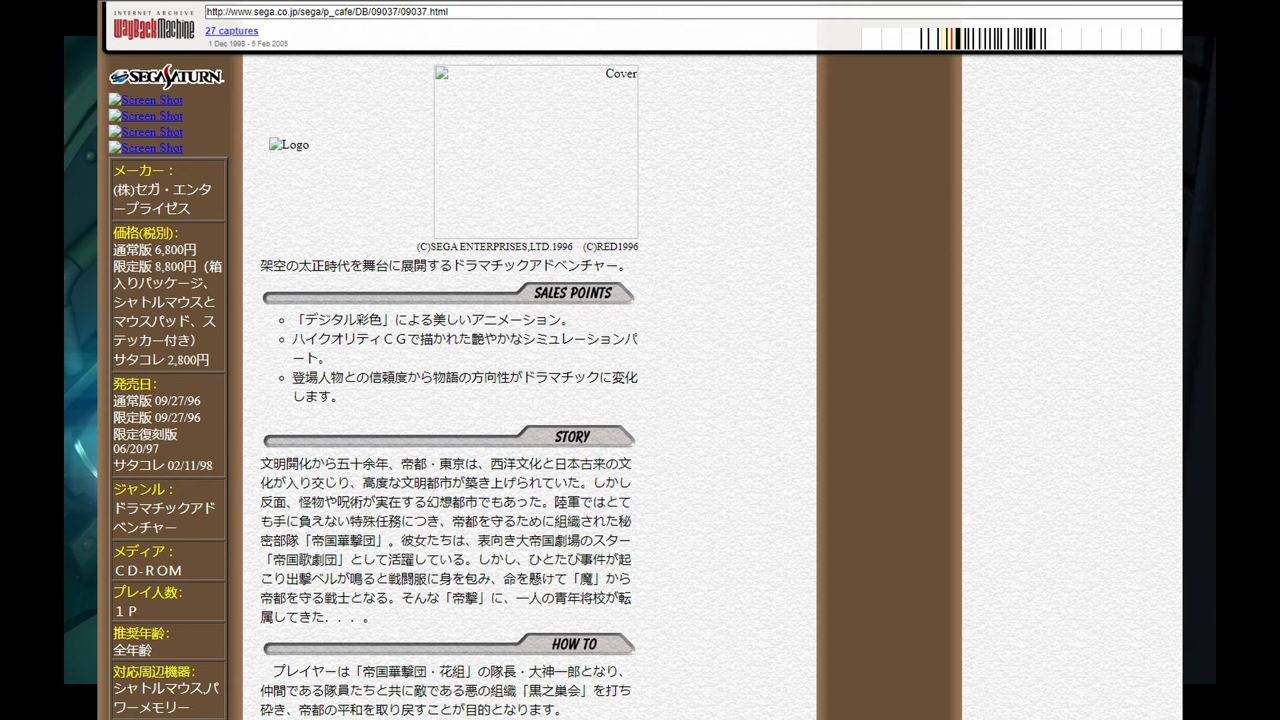 INTERNET ARCHIVE
WayBackMachine
http://www.sega.co.jp/sega/p_cafe/DB/09037/09037.html
27 captures
1 Dec 1998 - 5 Feb 2005
SEGA SATURN
Screen Shot
Screen Shot
Screen Shot
Screen Shot
メーカー：
(株)セガ・エンタ
ープライゼス
価格(税別):
通常版 6,800円
限定版 8,800円（箱
入りパッケージ、
シャトルマウスと
マウスパッド、ス
テッカー付き）
サタコレ 2,800円
発売日:
通常版 09/27/96
限定版 09/27/96
限定復刻版
06/20/97
サタコレ 02/11/98
ジャンル：
ドラマチックアド
ベンチャー
メディア：
ＣＤ-ＲＯＭ
プレイ人数:
１Ｐ
推奨年齢:
全年齢
対応周辺機器:
シャトルマウス,パ
ワーメモリー
Logo
Cover
(C)SEGA ENTERPRISES,LTD.1996　(C)RED1996
架空の太正時代を舞台に展開するドラマチックアドベンチャー。
SALES POINTS
「デジタル彩色」による美しいアニメーション。
ハイクオリティＣＧで描かれた艶やかなシミュレーションパ
ート。
登場人物との信頼度から物語の方向性がドラマチックに変化
します。
STORY
文明開化から五十余年、帝都・東京は、西洋文化と日本古来の文
化が入り交じり、高度な文明都市が築き上げられていた。しかし
反面、怪物や呪術が実在する幻想都市でもあった。陸軍ではとて
も手に負えない特殊任務につき、帝都を守るために組織された秘
密部隊「帝国華撃団」。彼女たちは、表向き大帝国劇場のスター
「帝国歌劇団」として活躍している。しかし、ひとたび事件が起
こり出撃ベルが鳴ると戦闘服に身を包み、命を懸けて「魔」から
帝都を守る戦士となる。そんな「帝撃」に、一人の青年将校が転
属してきた．．．。
HOW TO
プレイヤーは「帝国華撃団・花組」の隊長・大神一郎となり、
仲間である隊員たちと共に敵である悪の組織「黒之巣会」を打ち
砕き、帝都の平和を取り戻すことが目的となります。